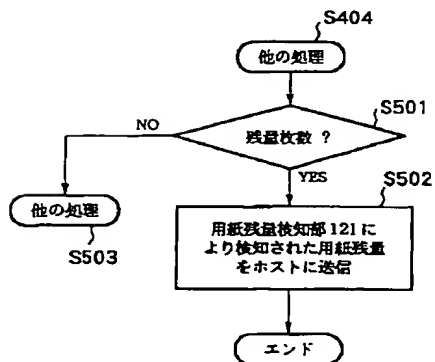 S404
他の処理
S501
残量枚数 ?
NO
YES
S502
他の処理
S503
用紙残量検知部 121 に
より検知された用紙残量
をホストに送信
エンド